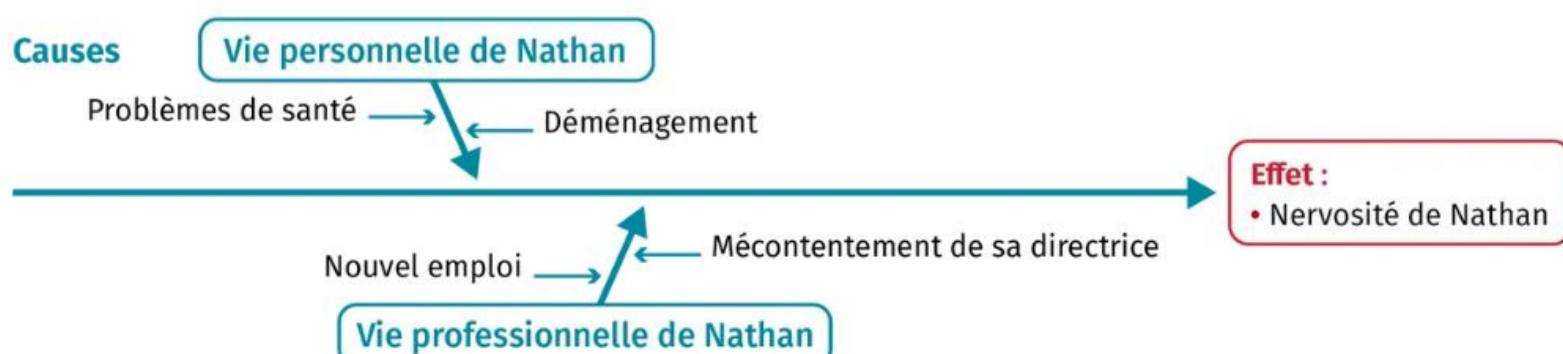 Causes
Vie personnelle de Nathan
Problèmes de santé
Déménagement
Effet :
• Nervosité de Nathan
Mécontentement de sa directrice
Nouvel emploi
Vie professionnelle de Nathan